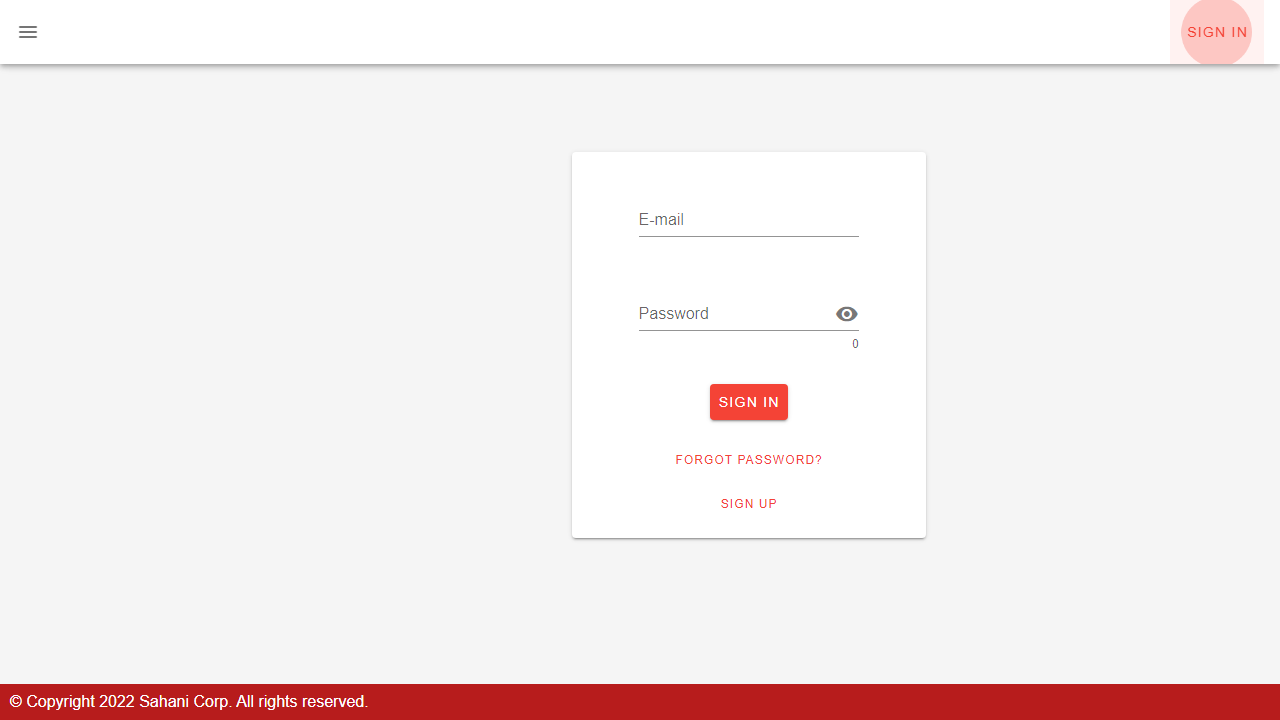 SIGN IN
E-mail
Password
0
SIGN IN
FORGOT PASSWORD?
SIGN UP
© Copyright 2022 Sahani Corp. All rights reserved.